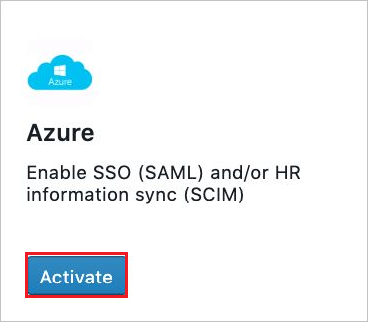 Azure
Azure
Enable SSO (SAML) and/or HR
information sync (SCIM)
Activate